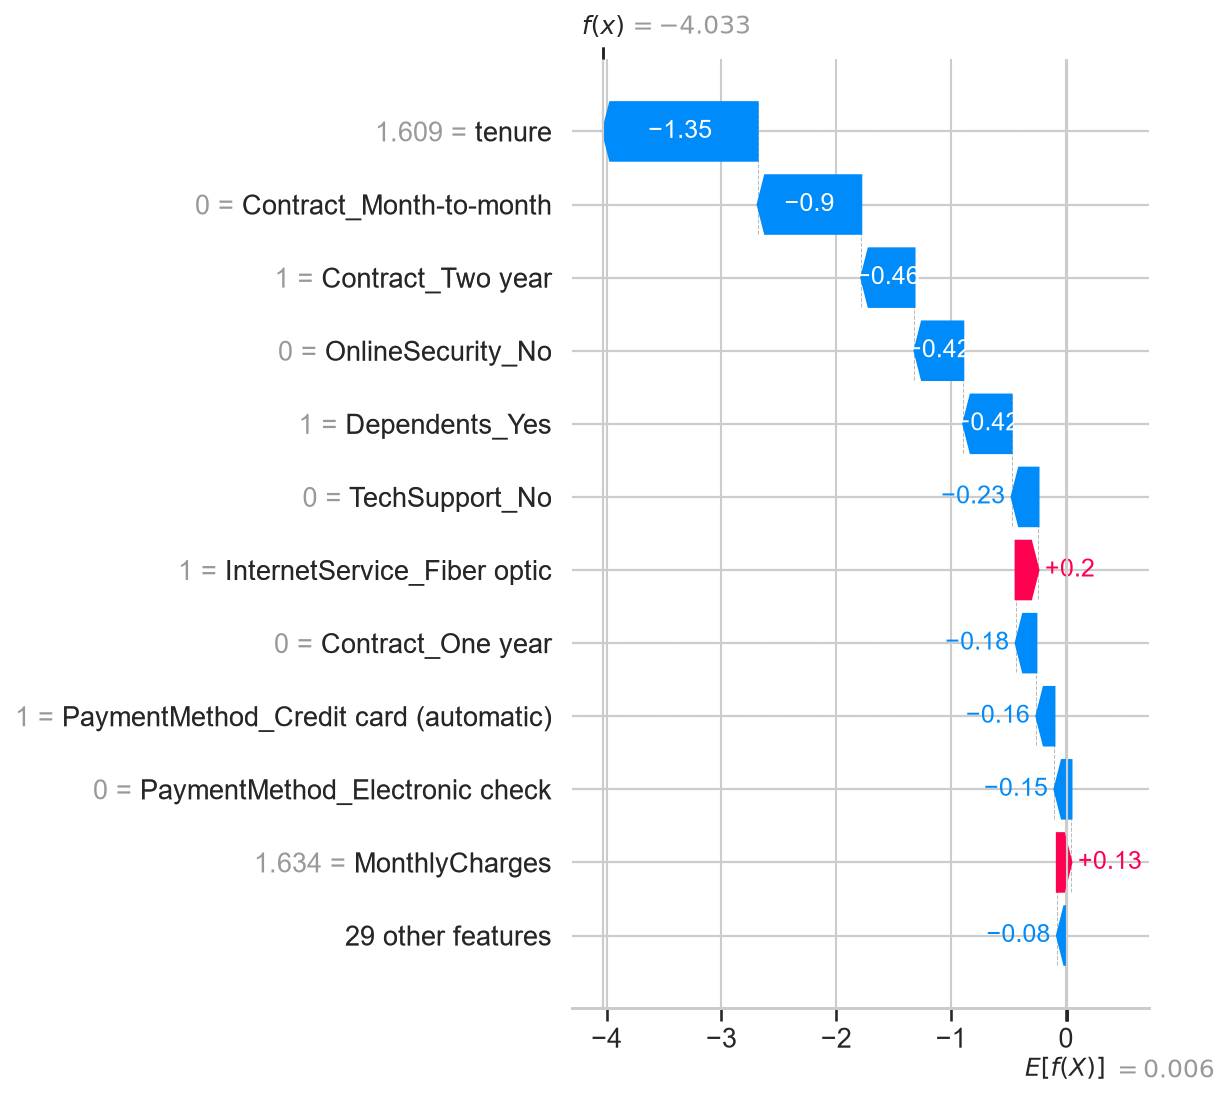 f(x) = −4.033
1.609 = tenure
−1.35
0 = Contract_Month-to-month
−0.9
1 = Contract_Two year
−0.46
0 = OnlineSecurity_No
−0.42
1 = Dependents_Yes
−0.42
0 = TechSupport_No
−0.23
1 = InternetService_Fiber optic
+0.2
0 = Contract_One year
−0.18
1 = PaymentMethod_Credit card (automatic)
−0.16
0 = PaymentMethod_Electronic check
−0.15
1.634 = MonthlyCharges
+0.13
29 other features
−0.08
−4 −3 −2 −1 0
E[f(X)] = 0.006